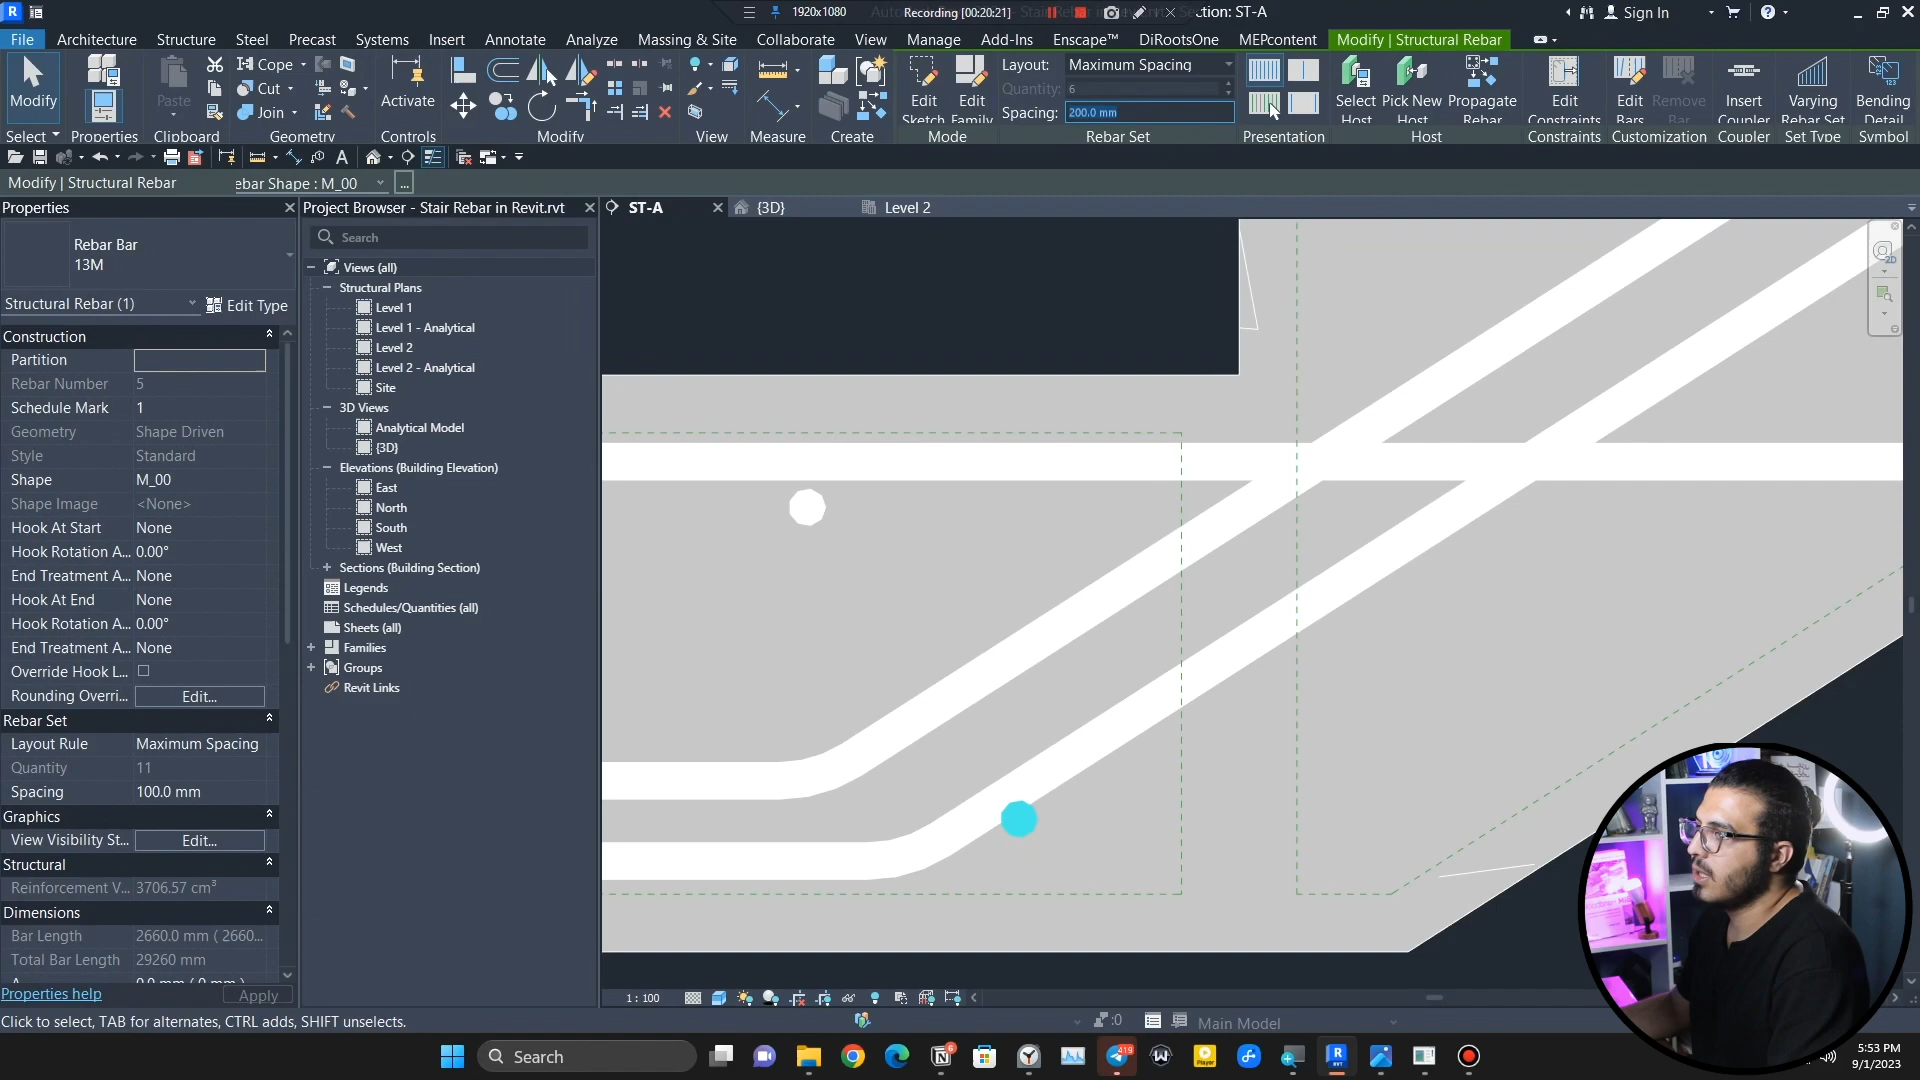 1920x1080
Recording [00:20:21]
ction: ST-A
Sign In
File
Architecture
Structure
Steel
Precast
Systems
Insert
Annotate
Analyze
Massing & Site
Collaborate
View
Manage
Add-Ins
Enscape™
DiRootsOne
MEPcontent
Modify | Structural Rebar
Modify
Paste
Cope
Cut
Join
Activate
Edit
Sketch
Edit
Family
Layout:
Maximum Spacing
Quantity:
6
Spacing:
200.0 mm
Select
Host
Pick New
Host
Propagate
Rebar
Edit
Constraints
Edit
Bars
Remove
Bar
Insert
Coupler
Varying
Rebar Set
Bending
Detail
Select
Properties
Clipboard
Geometry
Controls
Modify
View
Measure
Create
Mode
Rebar Set
Presentation
Host
Constraints
Customization
Coupler
Set Type
Symbol
Modify | Structural Rebar
ebar Shape : M_00
...
Properties
Rebar Bar
13M
Structural Rebar (1)
Edit Type
Construction
Partition
Rebar Number
5
Schedule Mark
1
Geometry
Shape Driven
Style
Standard
Shape
M_00
Shape Image
<None>
Hook At Start
None
Hook Rotation A...
0.00°
End Treatment A...
None
Hook At End
None
Hook Rotation A...
0.00°
End Treatment A...
None
Override Hook L...
Rounding Overri...
Edit...
Rebar Set
Layout Rule
Maximum Spacing
Quantity
11
Spacing
100.0 mm
Graphics
View Visibility St...
Edit...
Structural
Reinforcement V...
3706.57 cm³
Dimensions
Bar Length
2660.0 mm ( 2660...
Total Bar Length
29260 mm
Properties help
Apply
Project Browser - Stair Rebar in Revit.rvt
Search
Views (all)
Structural Plans
Level 1
Level 1 - Analytical
Level 2
Level 2 - Analytical
Site
3D Views
Analytical Model
{3D}
Elevations (Building Elevation)
East
North
South
West
Sections (Building Section)
Legends
Schedules/Quantities (all)
Sheets (all)
Families
Groups
Revit Links
ST-A
{3D}
Level 2
2D
1 : 100
Click to select, TAB for alternates, CTRL adds, SHIFT unselects.
:0
Main Model
Search
6
419
5:53 PM
9/1/2023